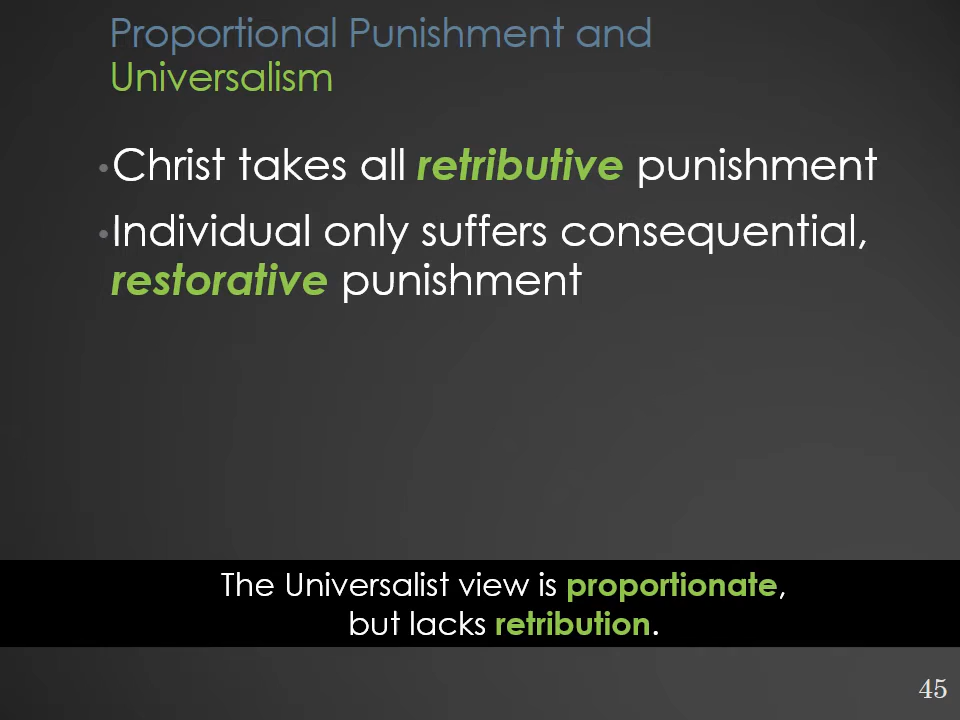 Proportional Punishment and
Universalism
•Christ takes all retributive punishment
•Individual only suffers consequential,
restorative punishment
The Universalist view is proportionate,
but lacks retribution.
45